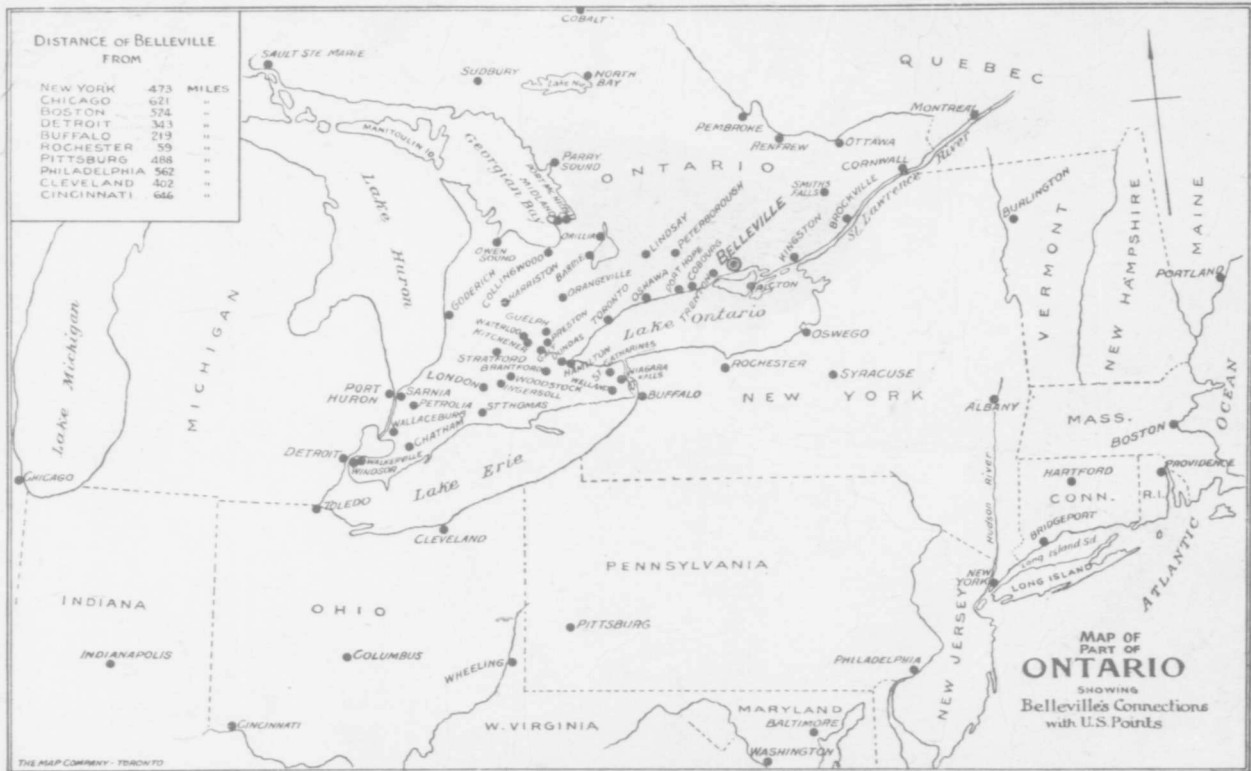 DISTANCE OF BELLEVILLE
FROM
NEW YORK 473 MILES
CHICAGO 621 "
BOSTON 574 "
DETROIT 343 "
BUFFALO 219 "
ROCHESTER 59 "
PITTSBURG 488 "
PHILADELPHIA 562 "
CLEVELAND 402 "
CINCINNATI 646 "
COBALT
SAULT STE MARIE
SUDBURY
NORTH
BAY
QUEBEC
MONTREAL
PEMBROKE
RENFREW
OTTAWA
CORNWALL
MANITOULIN IS
Georgian Bay
PARRY
SOUND
MIDLAND
ONTARIO
SMITHS
FALLS
BROCKVILLE
St. Lawrence River
Lake Huron
OWEN
SOUND
COLLINGWOOD
ORILLIA
BARRIE
LINDSAY
PETERBOROUGH
BELLEVILLE
KINGSTON
BURLINGTON
VERMONT
NEW HAMPSHIRE
MAINE
PORTLAND
GODERICH
HARRISTON
ORANGEVILLE
TORONTO
OSHAWA
PORT HOPE
COBOURG
TRENTON
PICTON
Lake Ontario
OSWEGO
GUELPH
WATERLOO
KITCHENER
PRESTON
DUNDAS
HAMILTON
ST CATHARINES
STRATFORD
BRANTFORD
WOODSTOCK
INGERSOLL
LONDON
ST THOMAS
WELLAND
NIAGARA
FALLS
BUFFALO
ROCHESTER
SYRACUSE
NEW YORK
ALBANY
MASS.
BOSTON
Lake Michigan
MICHIGAN
PORT
HURON
SARNIA
PETROLIA
WALLACEBURG
CHATHAM
DETROIT
WALKERVILLE
WINDSOR
CHICAGO
TOLEDO
Lake Erie
CLEVELAND
HARTFORD
CONN.
R.I.
PROVIDENCE
BRIDGEPORT
Long Island Sd.
LONG ISLAND
Hudson River
NEW
YORK
ATLANTIC OCEAN
INDIANA
INDIANAPOLIS
OHIO
COLUMBUS
PENNSYLVANIA
PITTSBURG
WHEELING
PHILADELPHIA
NEW JERSEY
CINCINNATI
W. VIRGINIA
MARYLAND
BALTIMORE
WASHINGTON
MAP OF
PART OF
ONTARIO
SHOWING
Belleville's Connections
with U.S. Points
THE MAP COMPANY - TORONTO